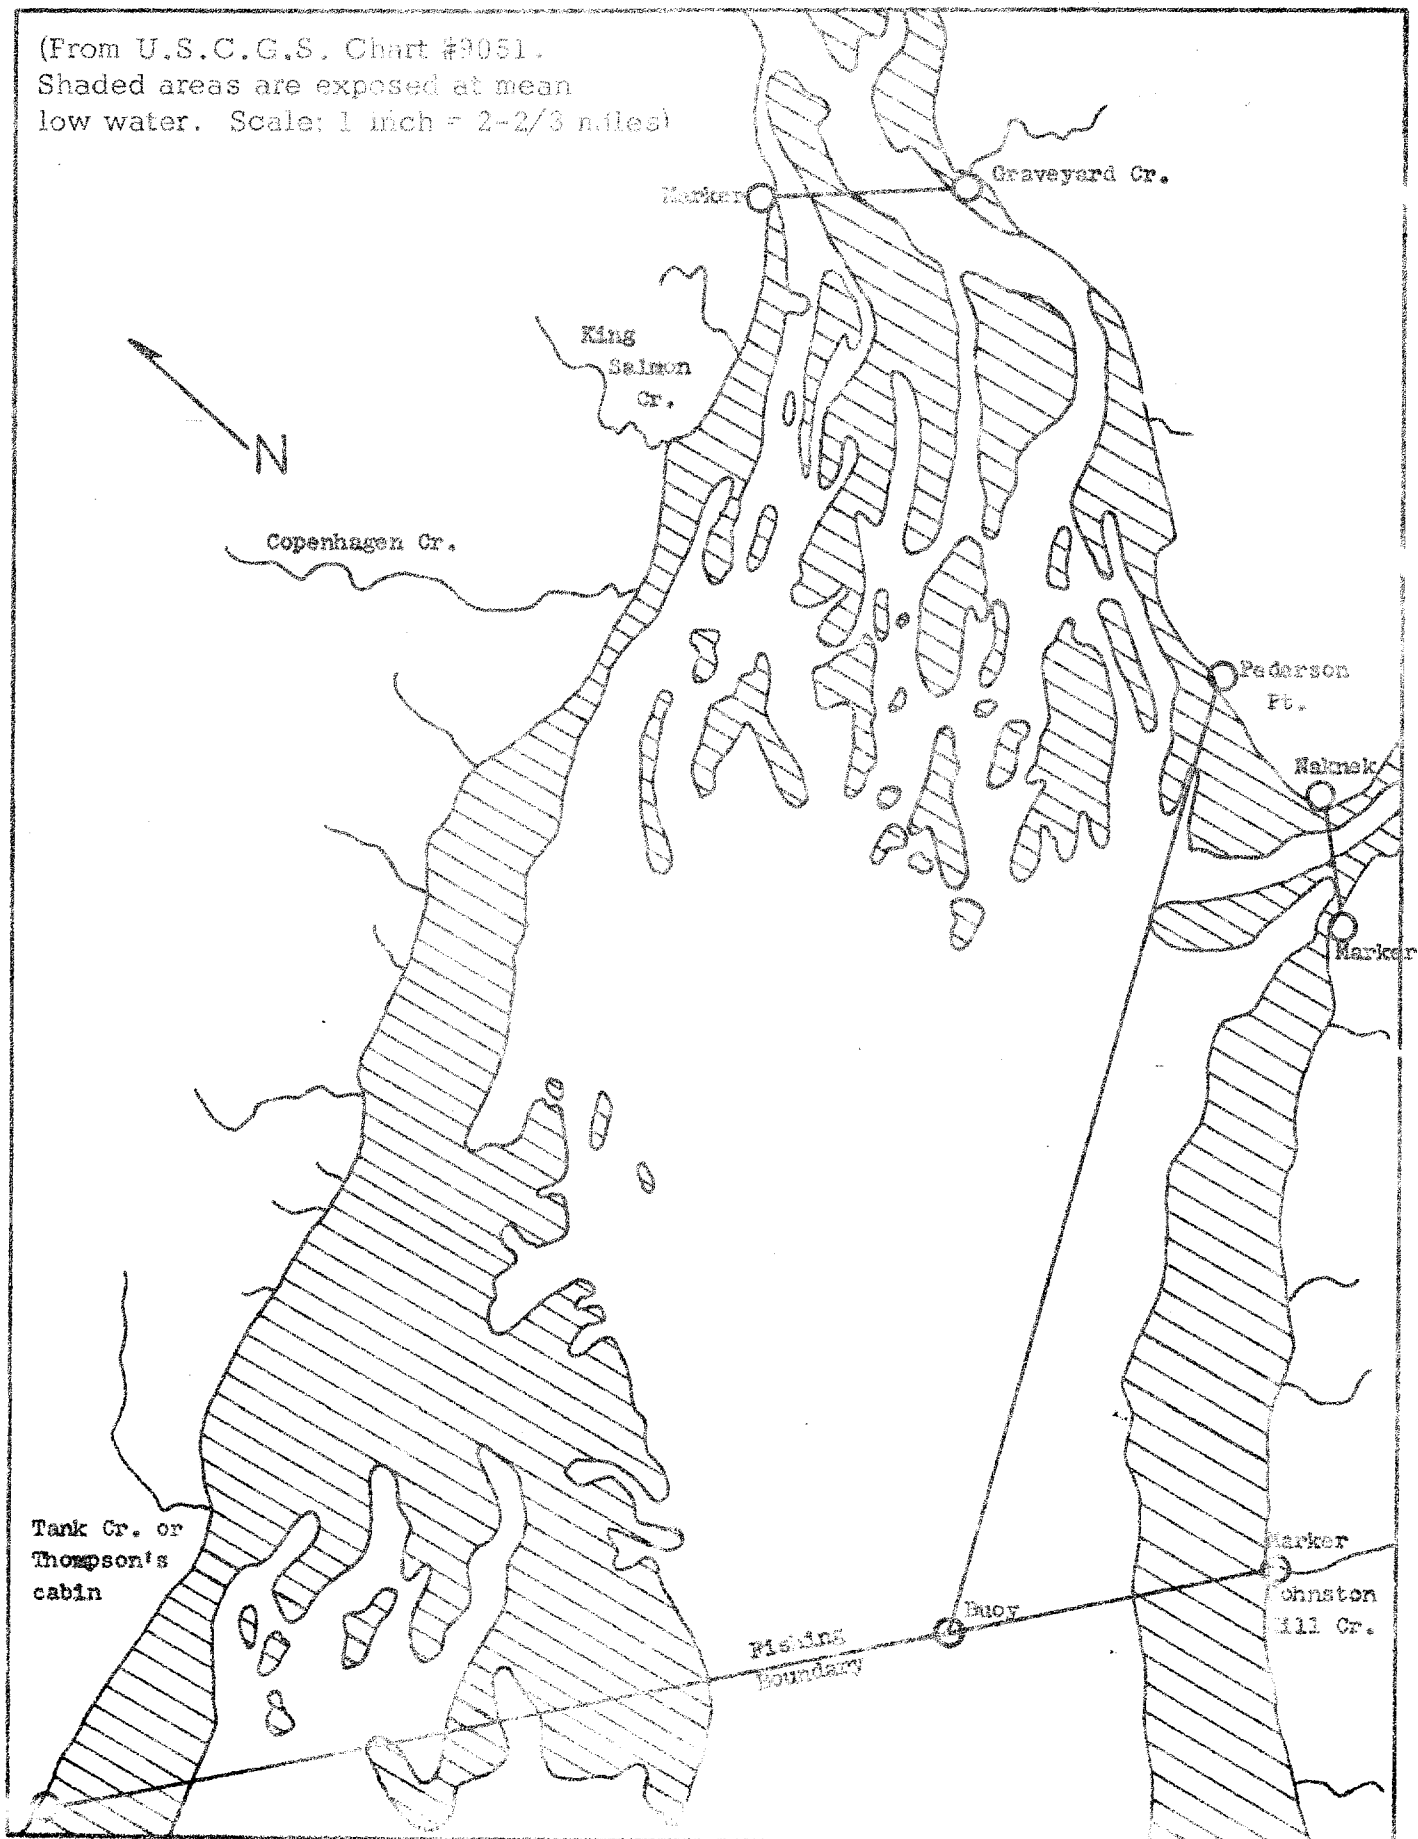 (From U.S.C.G.S. Chart #9051.
Shaded areas are exposed at mean
low water. Scale: 1 inch = 2-2/3 miles)
Marker
Graveyard Cr.
King
Salmon
Cr.
N
Copenhagen Cr.
Pederson
Pt.
Naknek
Marker
Tank Cr. or
Thompson's
cabin
Marker
Johnston
Hill Cr.
Buoy
Fishing
Boundary